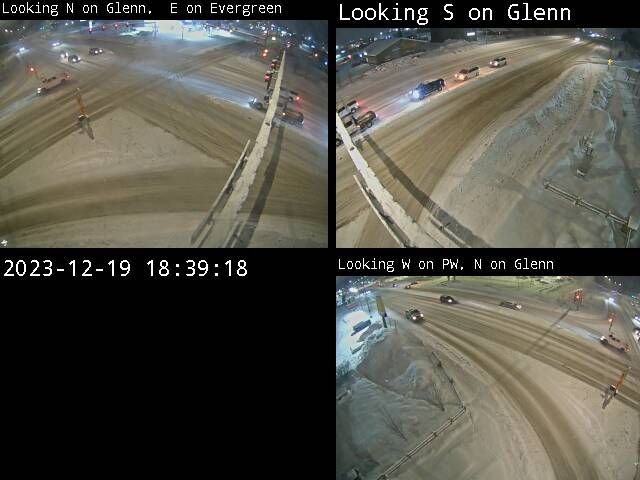 Looking N on Glenn,  E on Evergreen
Looking S on Glenn
2023-12-19 18:39:18
Looking W on PW, N on Glenn